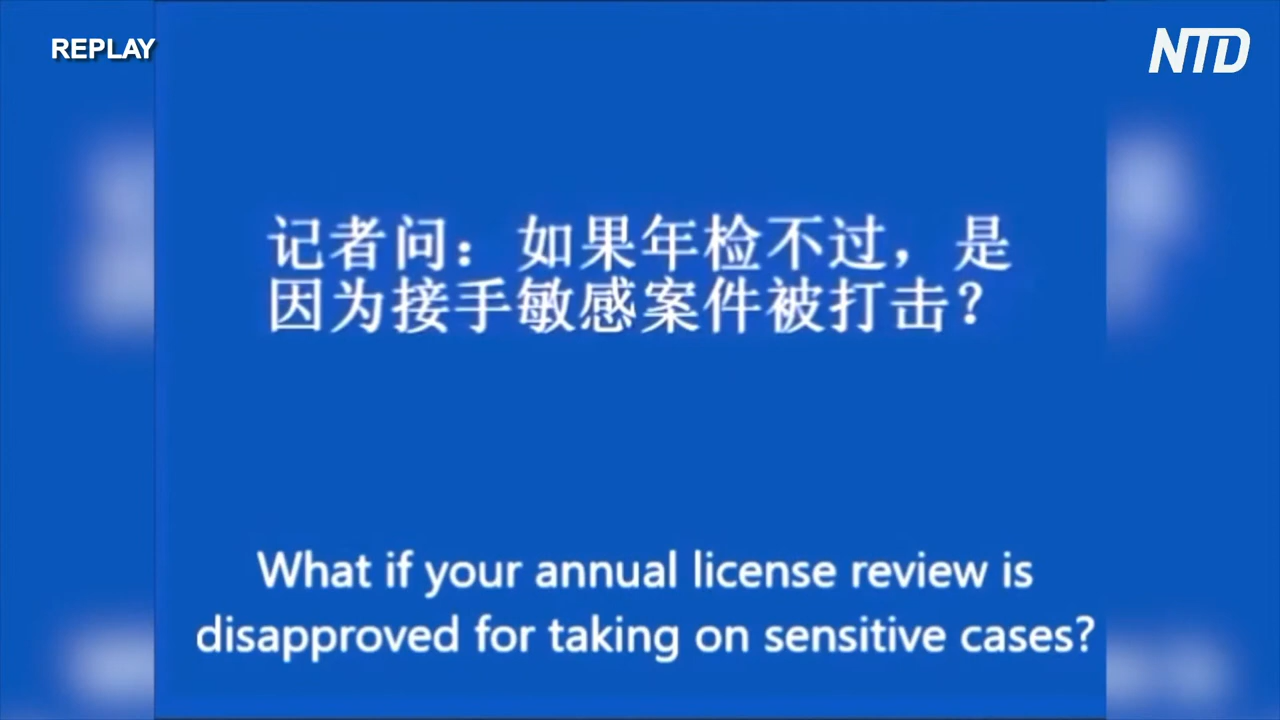 REPLAY
NTD
记者问：如果年检不过，是
因为接手敏感案件被打击？
What if your annual license review is
disapproved for taking on sensitive cases?